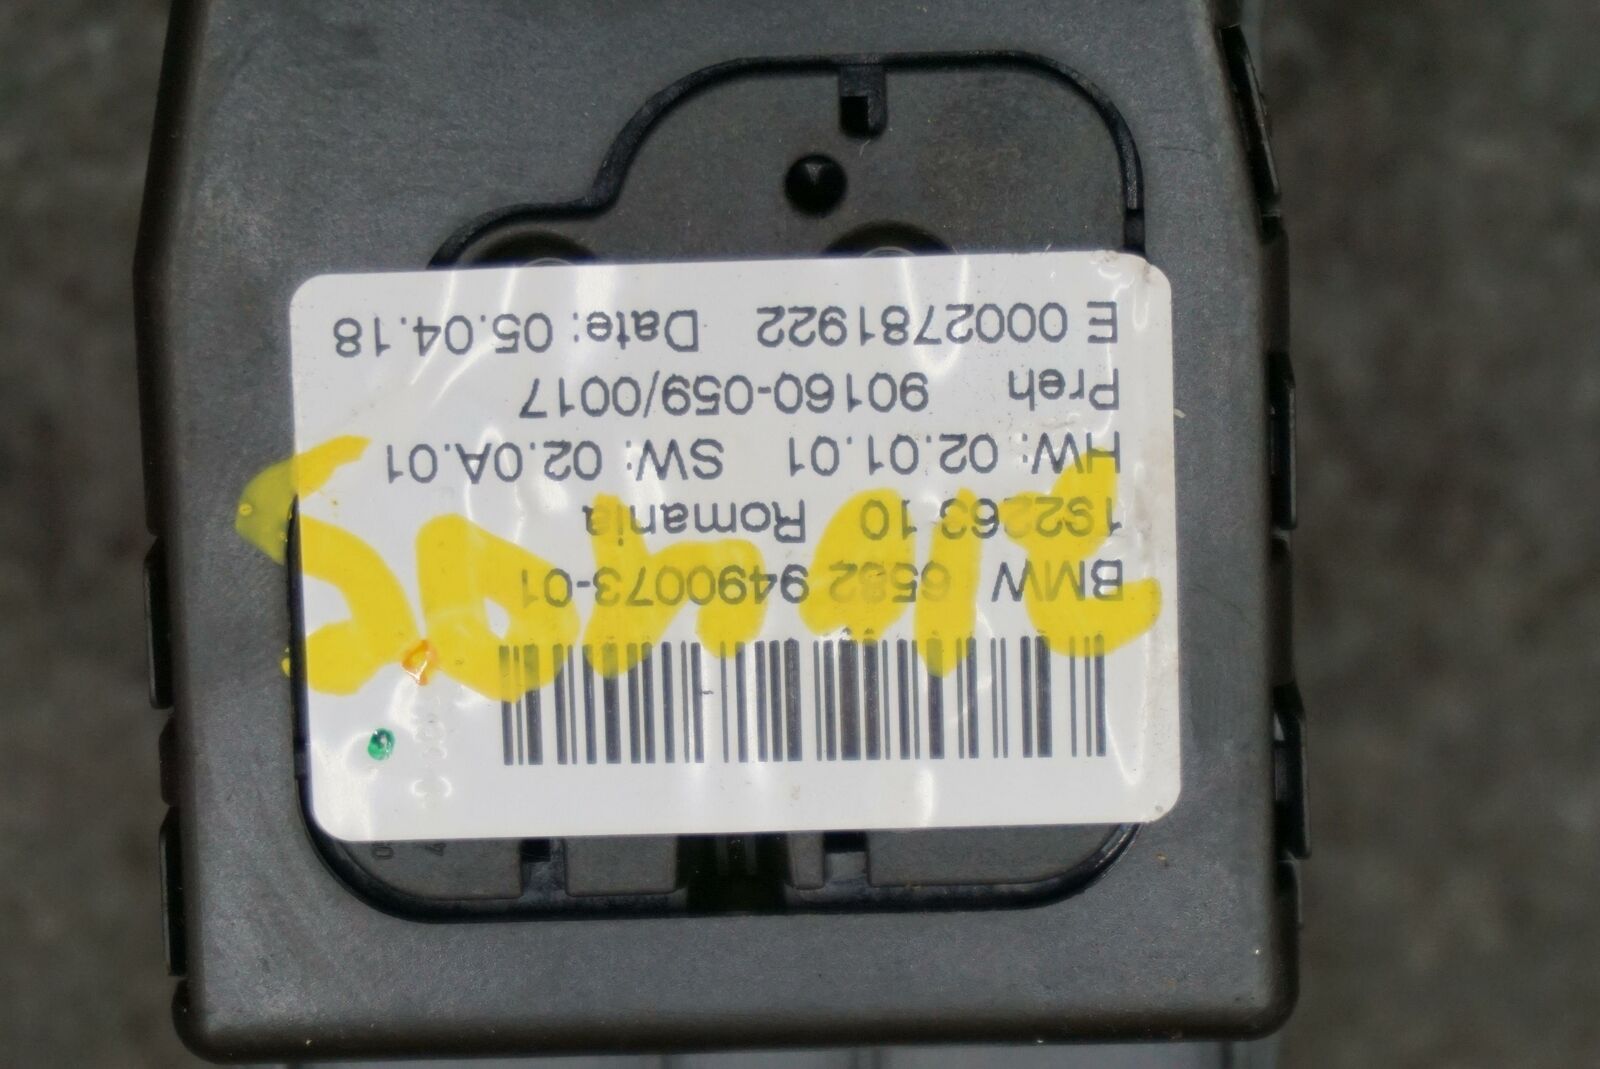 BMW 6582 9490073-01
192263 10 Romania
HW: 02.01.01 SW: 02.0A.01
Preh 90160-059/0017
E 0002781922 Date: 05.04.18